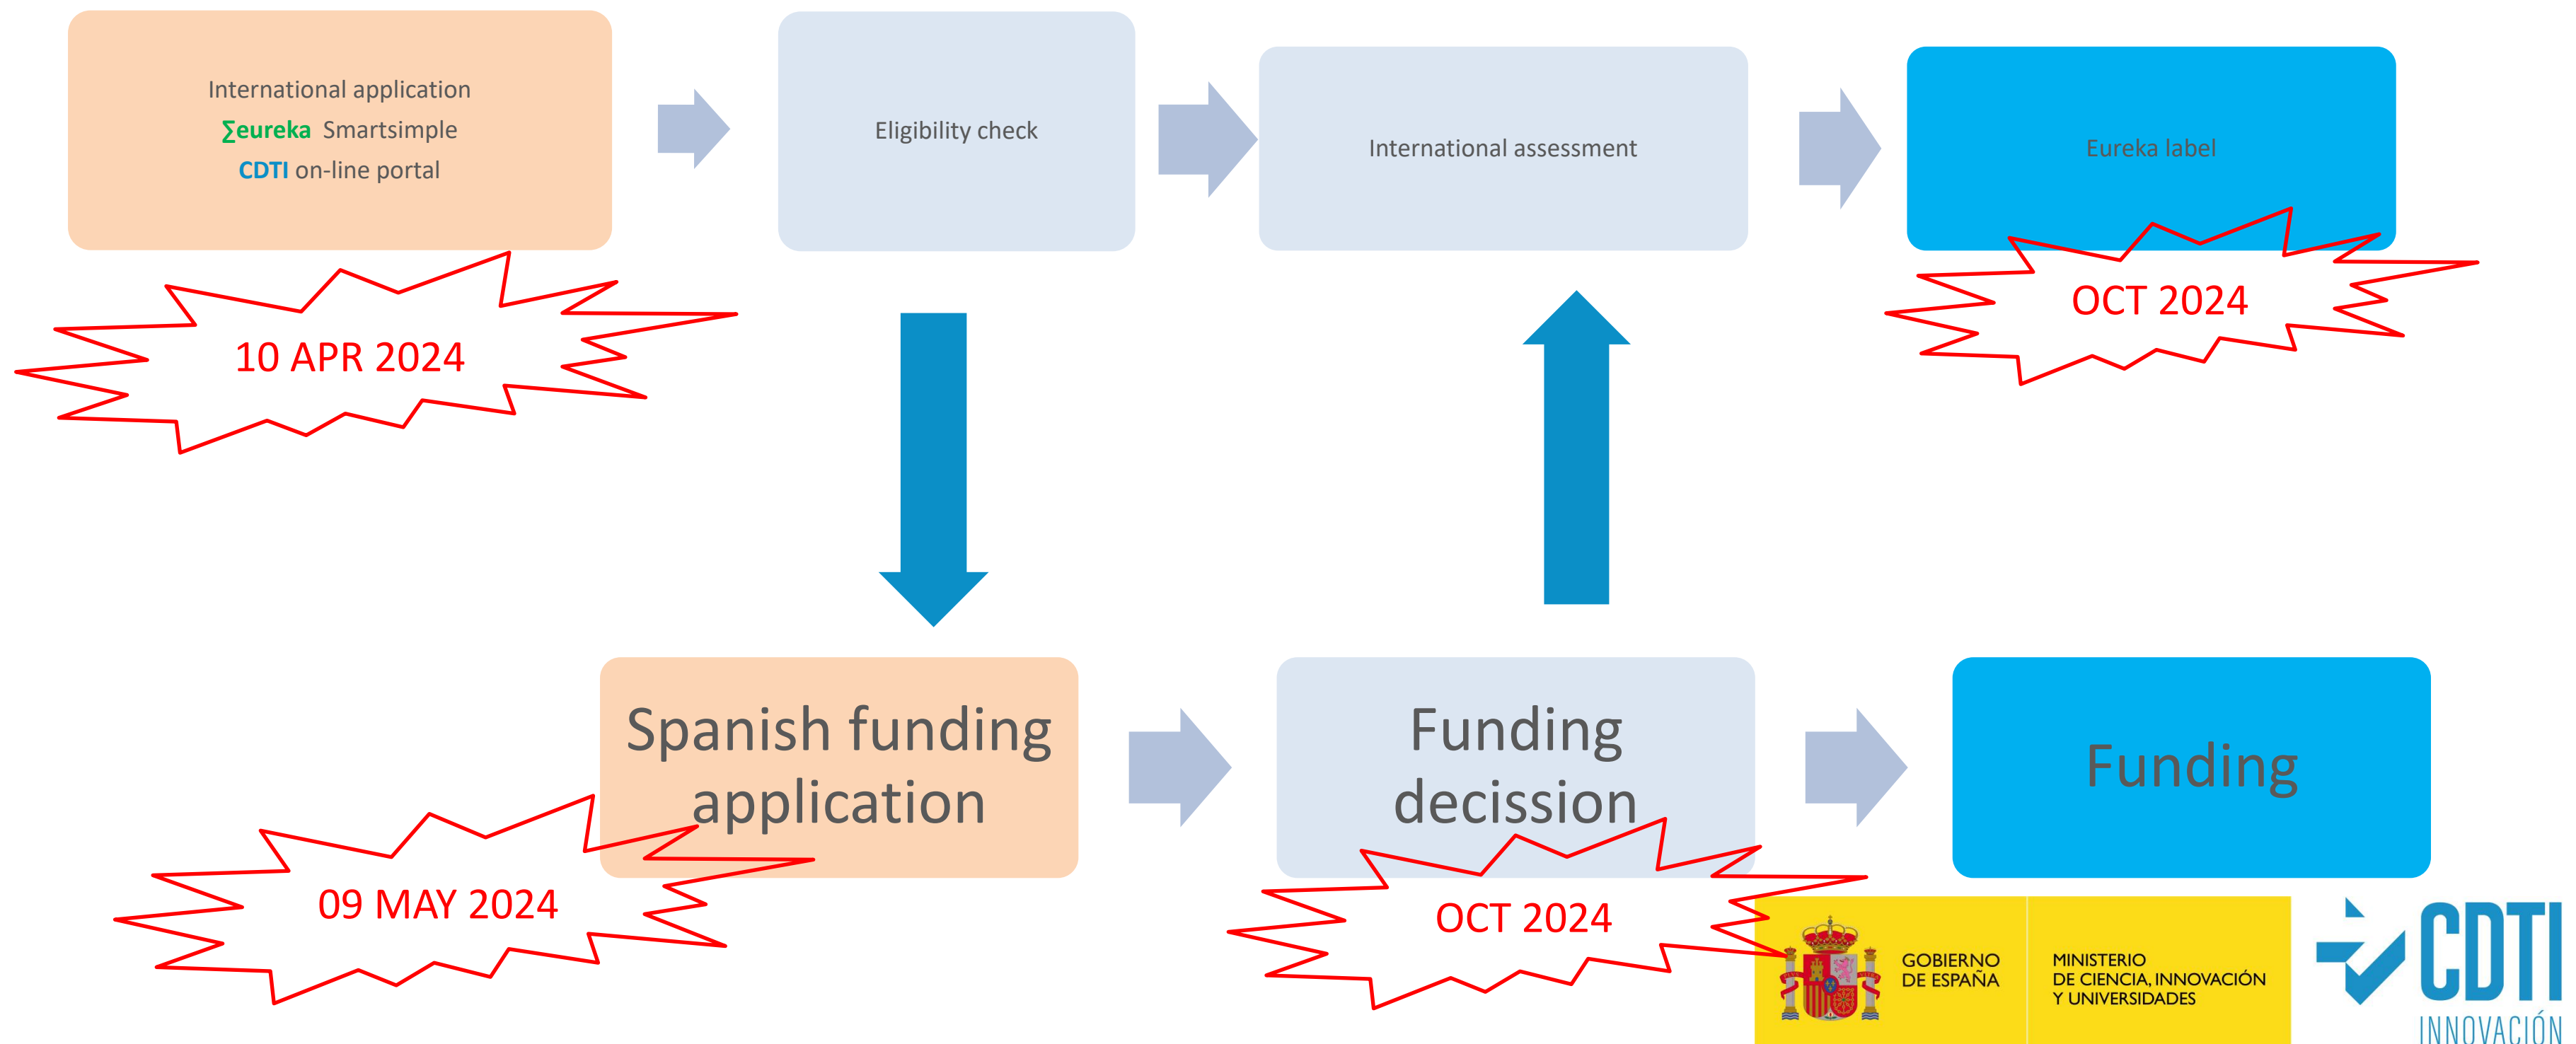 International application
∑eureka Smartsimple
CDTI on-line portal
Eligibility check
International assessment
Eureka label
10 APR 2024
OCT 2024
Spanish funding
application
Funding
decission
Funding
09 MAY 2024
OCT 2024
GOBIERNO
DE ESPAÑA
MINISTERIO
DE CIENCIA, INNOVACIÓN
Y UNIVERSIDADES
CDTI
INNOVACIÓN